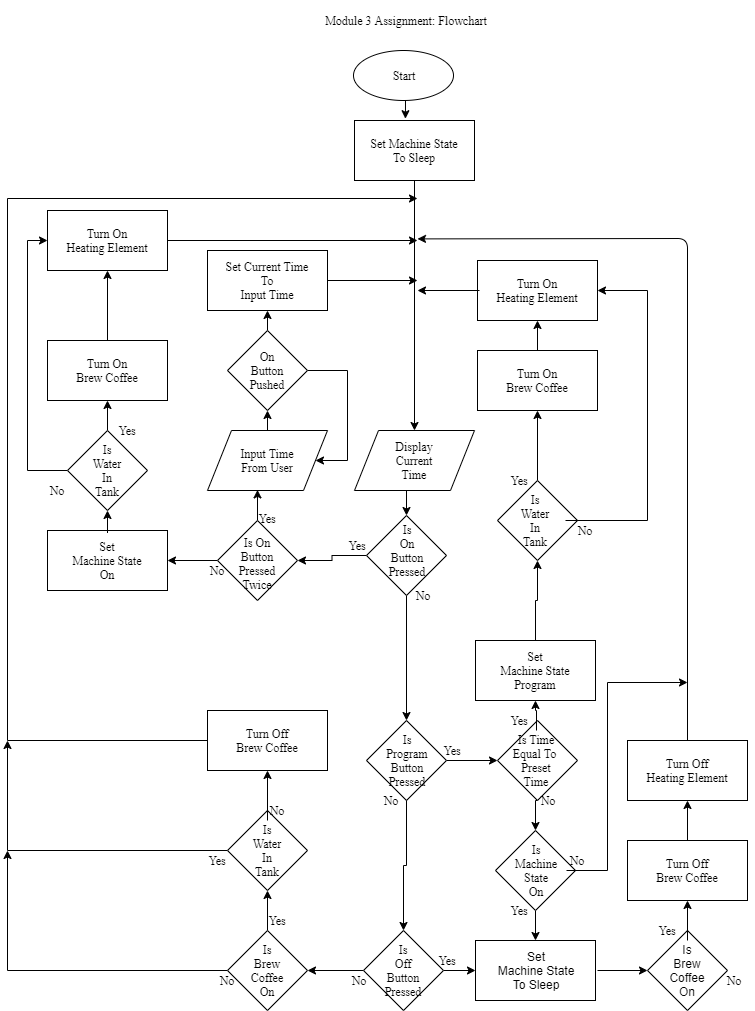 Module 3 Assignment: Flowchart
Start
Set Machine State
To Sleep
Turn On
Heating Element
Set Current Time
To
Input Time
Turn On
Heating Element
On
Button
Pushed
Turn On
Brew Coffee
Turn On
Brew Coffee
Yes
Is
Water
In
Tank
No
Input Time
From User
Display
Current
Time
Yes
Is
Water
In
Tank
No
Set
Machine State
On
No
Yes
Is On
Button
Pressed
Twice
Yes
Is
On
Button
Pressed
No
Set
Machine State
Program
Turn Off
Brew Coffee
Is
Program
Button
Pressed
Yes
No
Yes
Is Time
Equal To
Preset
Time
No
Turn Off
Heating Element
No
Is
Water
In
Tank
Yes
Is
Machine
State
On
No
Yes
Turn Off
Brew Coffee
Yes
Is
Brew
Coffee
On
No
Is
Off
Button
Pressed
No
Yes
Set
Machine State
To Sleep
Yes
Is
Brew
Coffee
On
No